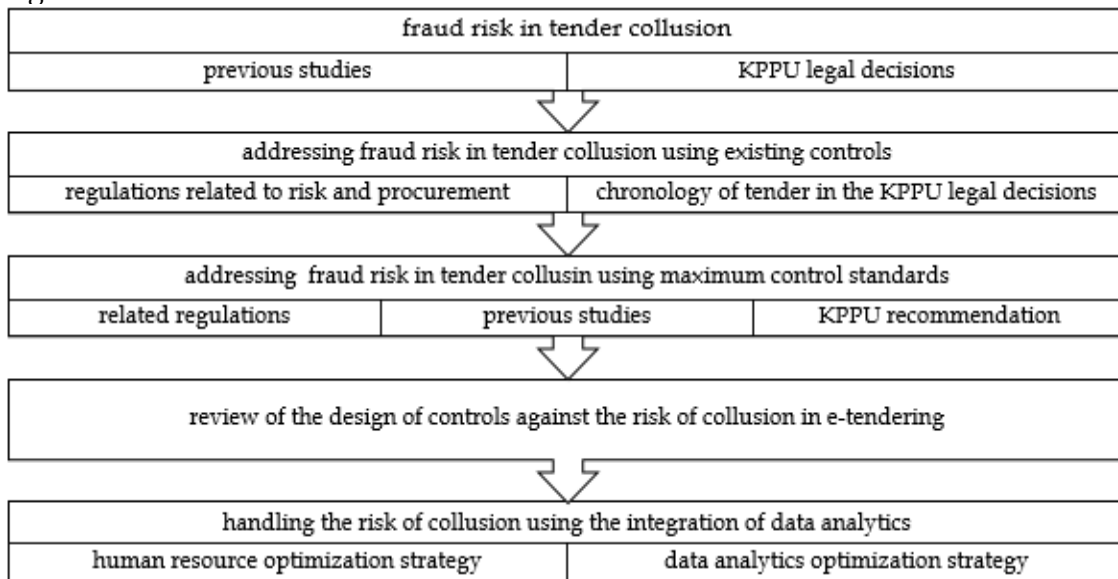 fraud risk in tender collusion
previous studies
KPPU legal decisions
addressing fraud risk in tender collusion using existing controls
regulations related to risk and procurement
chronology of tender in the KPPU legal decisions
addressing fraud risk in tender collusin using maximum control standards
related regulations
previous studies
KPPU recommendation
review of the design of controls against the risk of collusion in e-tendering
handling the risk of collusion using the integration of data analytics
human resource optimization strategy
data analytics optimization strategy